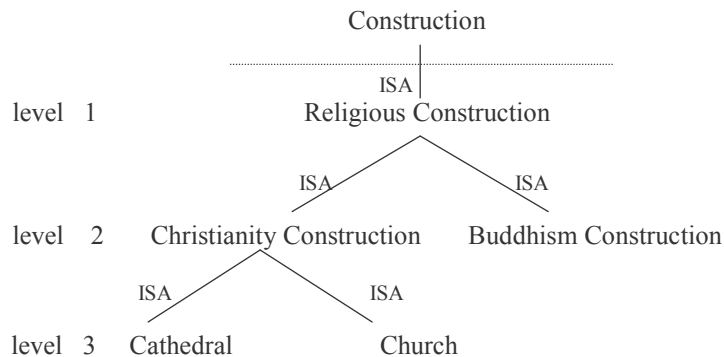 Construction
ISA
level 1 Religious Construction
ISA ISA
level 2 Christianity Construction Buddhism Construction
ISA ISA
level 3 Cathedral Church